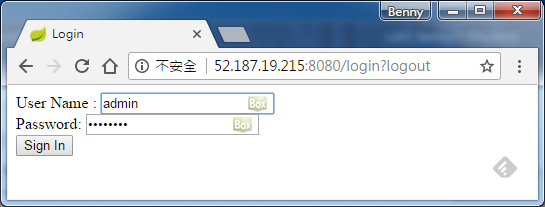 Benny
Login
不安全 52.187.19.215:8080/login?logout
User Name : admin Box
Password: •••••••• Box
Sign In